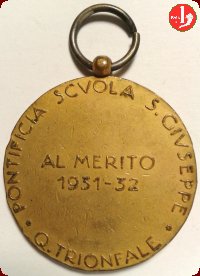 PONTIFICIA SCVOLA S. GIVSEPPE
AL MERITO
1931-32
• Q. TRIONFALE •